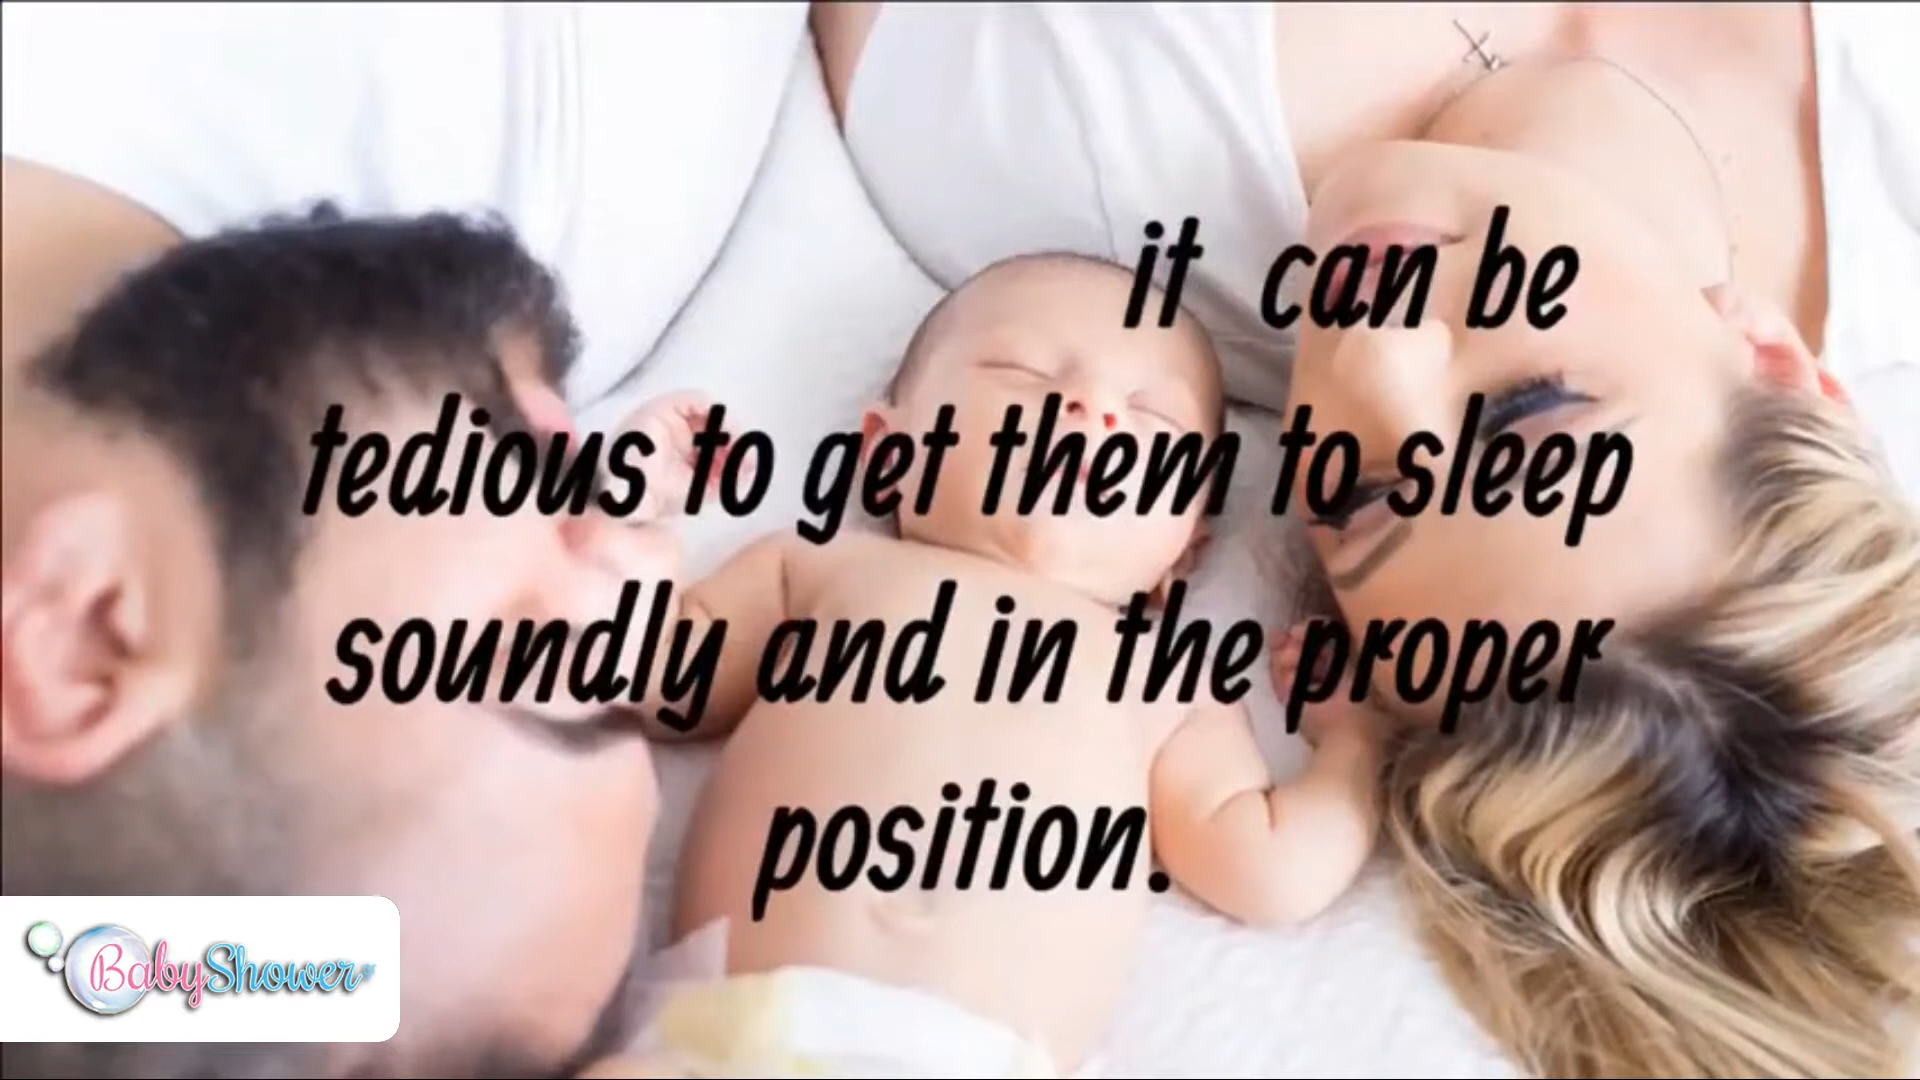 it can be
tedious to get them to sleep
soundly and in the proper
position.
BabyShower